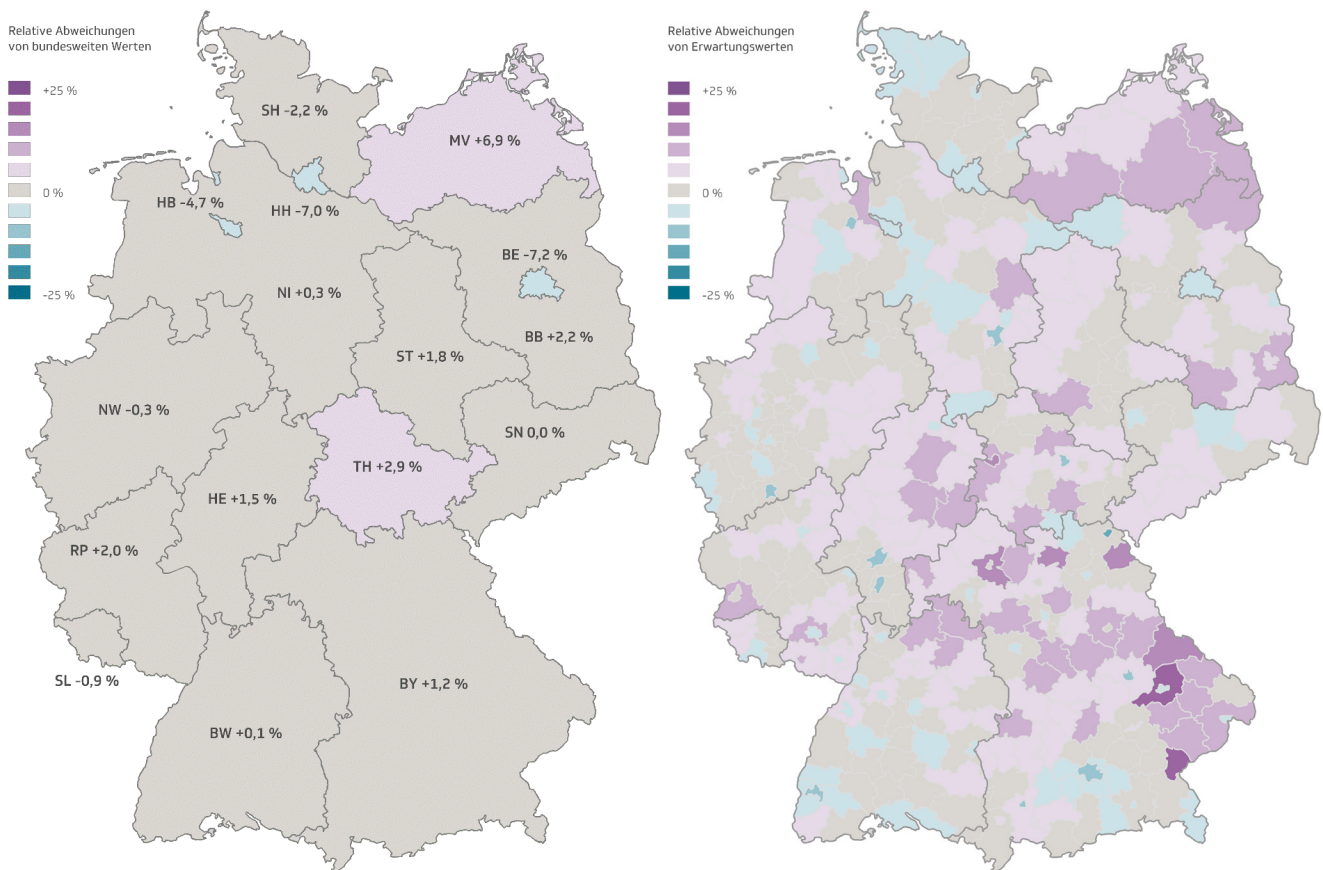 Relative Abweichungen
von bundesweiten Werten
+25 %
0 %
-25 %
SH -2,2 %
MV +6,9 %
HB -4,7 %
HH -7,0 %
BE -7,2 %
NI +0,3 %
BB +2,2 %
ST +1,8 %
NW -0,3 %
SN 0,0 %
TH +2,9 %
HE +1,5 %
RP +2,0 %
SL -0,9 %
BY +1,2 %
BW +0,1 %
Relative Abweichungen
von Erwartungswerten
+25 %
0 %
-25 %